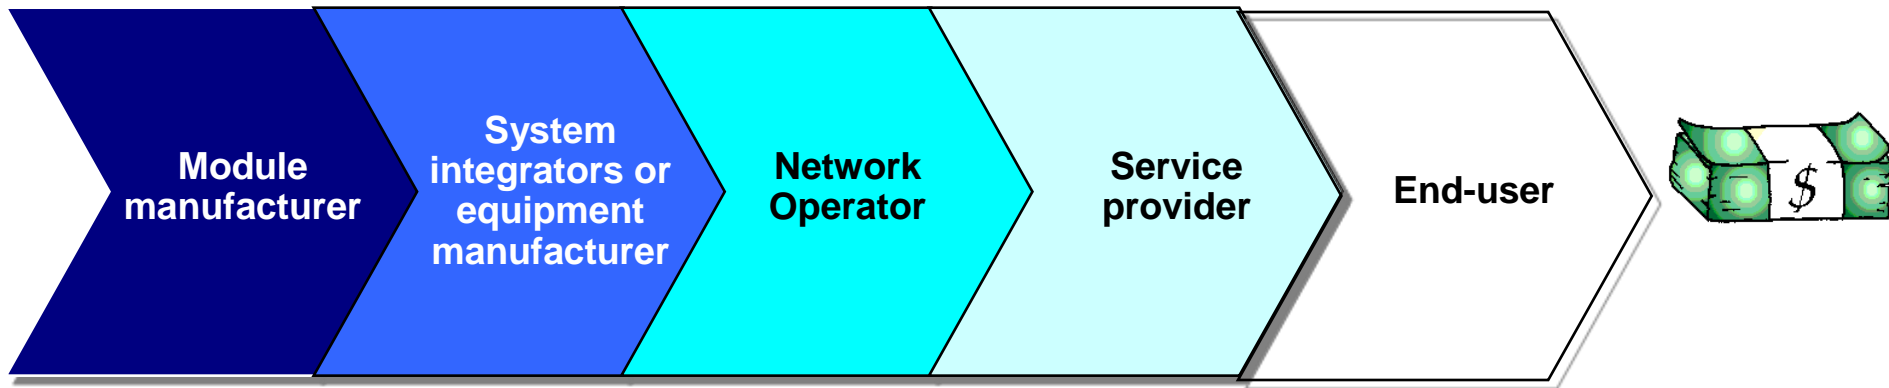 Module
manufacturer
System
integrators or
equipment
manufacturer
Network
Operator
Service
provider
End-user
$